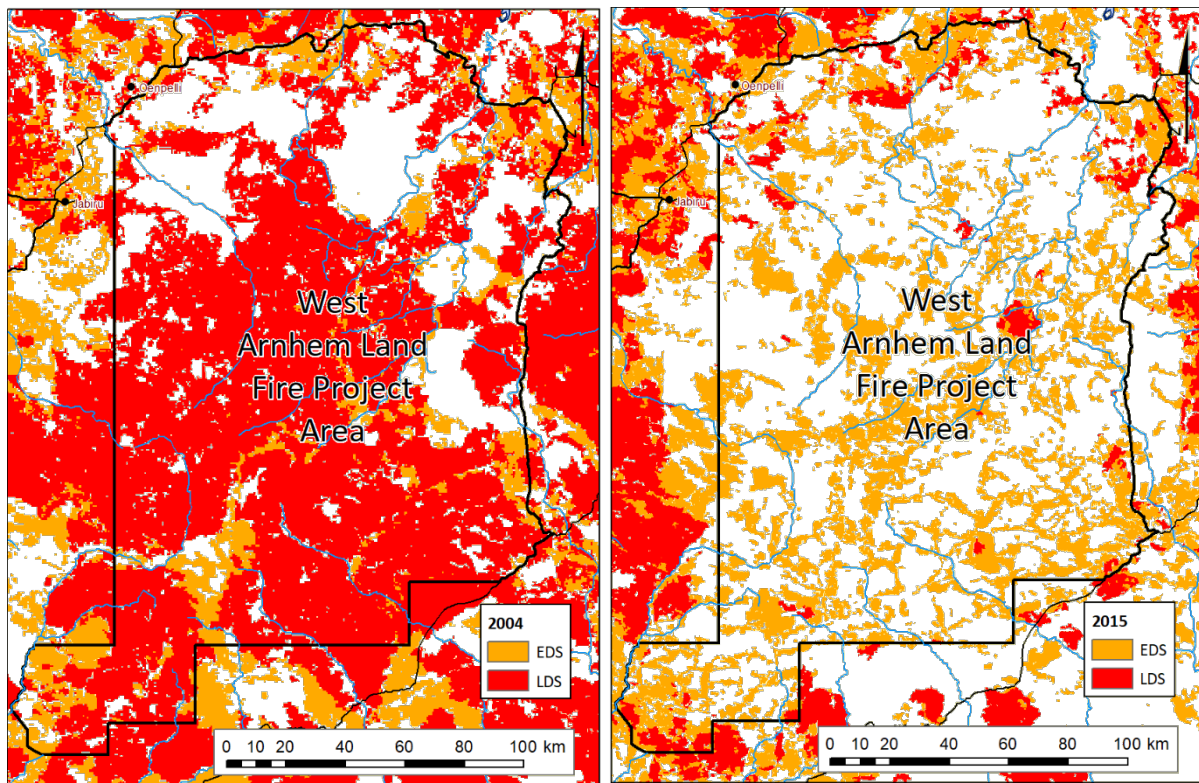 Oenpelli
Jabiru
West
Arnhem Land
Fire Project
Area
2004
EDS
LDS
0 10 20 40 60 80 100 km
Oenpelli
Jabiru
West
Arnhem Land
Fire Project
Area
2015
EDS
LDS
0 10 20 40 60 80 100 km